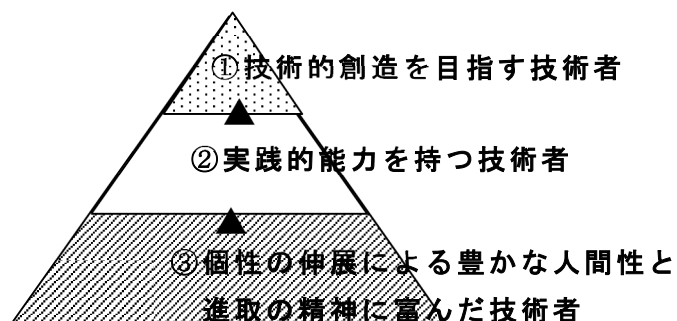 ①技術的創造を目指す技術者
②実践的能力を持つ技術者
③個性の伸展による豊かな人間性と
進取の精神に富んだ技術者